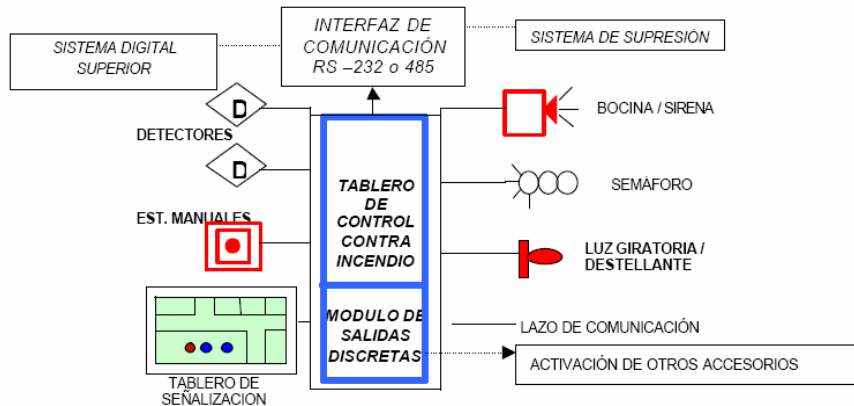 INTERFAZ DE
COMUNICACIÓN
RS –232 o 485
SISTEMA DIGITAL
SUPERIOR
SISTEMA DE SUPRESIÒN
D
DETECTORES
D
EST. MANUALES
TABLERO
DE
CONTROL
CONTRA
INCENDIO
MODULO DE
SALIDAS
DISCRETAS
TABLERO DE
SEÑALIZACION
BOCINA / SIRENA
SEMÁFORO
LUZ GIRATORIA /
DESTELLANTE
LAZO DE COMUNICACIÓN
ACTIVACIÓN DE OTROS ACCESORIOS